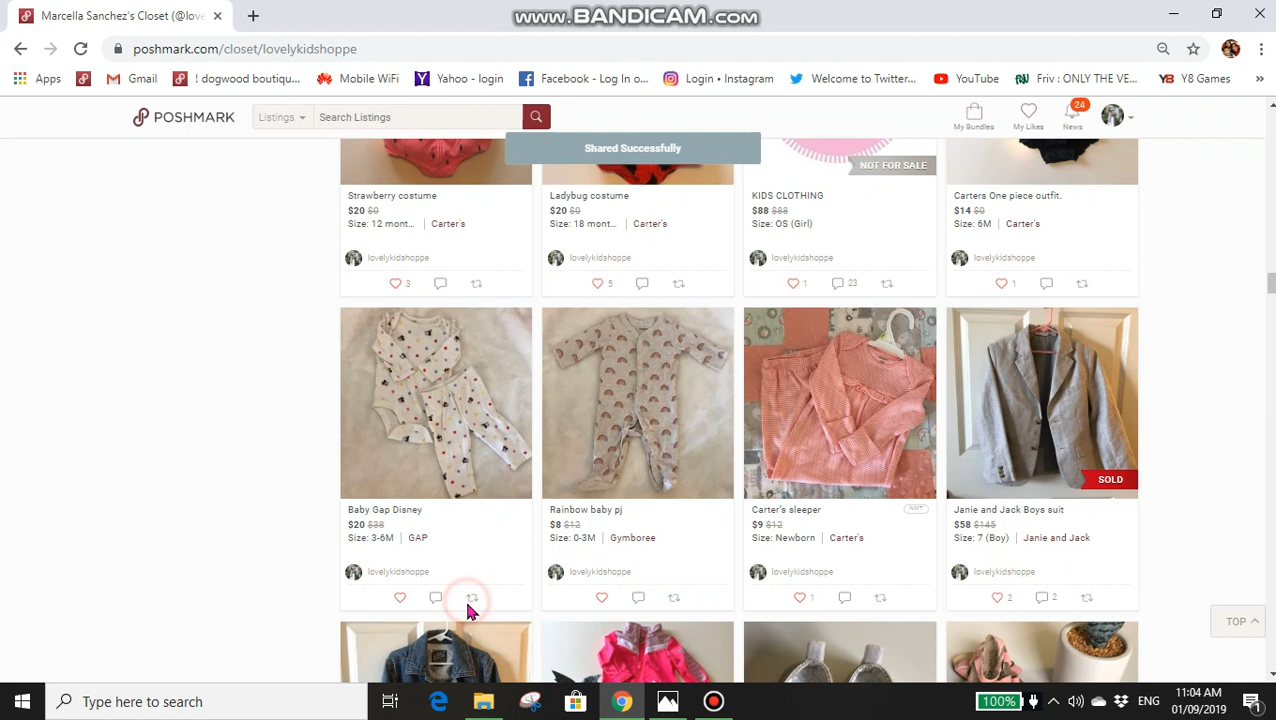 Marcella Sanchez's Closet (@love
WWW.BANDICAM.COM
poshmark.com/closet/lovelykidshoppe
Apps Gmail ! dogwood boutiqu... Mobile WiFi Yahoo - login Facebook - Log In o... Login • Instagram Welcome to Twitter... YouTube Friv : ONLY THE VE... Y8 Games »
POSHMARK Listings Search Listings My Bundles My Likes 24 News
Shared Successfully
NOT FOR SALE
Strawberry costume
$20 $0
Size: 12 mont... | Carter's
lovelykidshoppe
3
Ladybug costume
$20 $0
Size: 18 mont... | Carter's
lovelykidshoppe
5
KIDS CLOTHING
$88 $88
Size: OS (Girl)
lovelykidshoppe
1 23
Carters One piece outfit.
$14 $0
Size: 6M | Carter's
lovelykidshoppe
1
Baby Gap Disney
$20 $38
Size: 3-6M | GAP
lovelykidshoppe
Rainbow baby pj
$8 $12
Size: 0-3M | Gymboree
lovelykidshoppe
Carter's sleeper NWT
$9 $12
Size: Newborn | Carter's
lovelykidshoppe
1
SOLD
Janie and Jack Boys suit
$58 $145
Size: 7 (Boy) | Janie and Jack
lovelykidshoppe
2 2
TOP
Type here to search
100% ENG
11:04 AM
01/09/2019
1